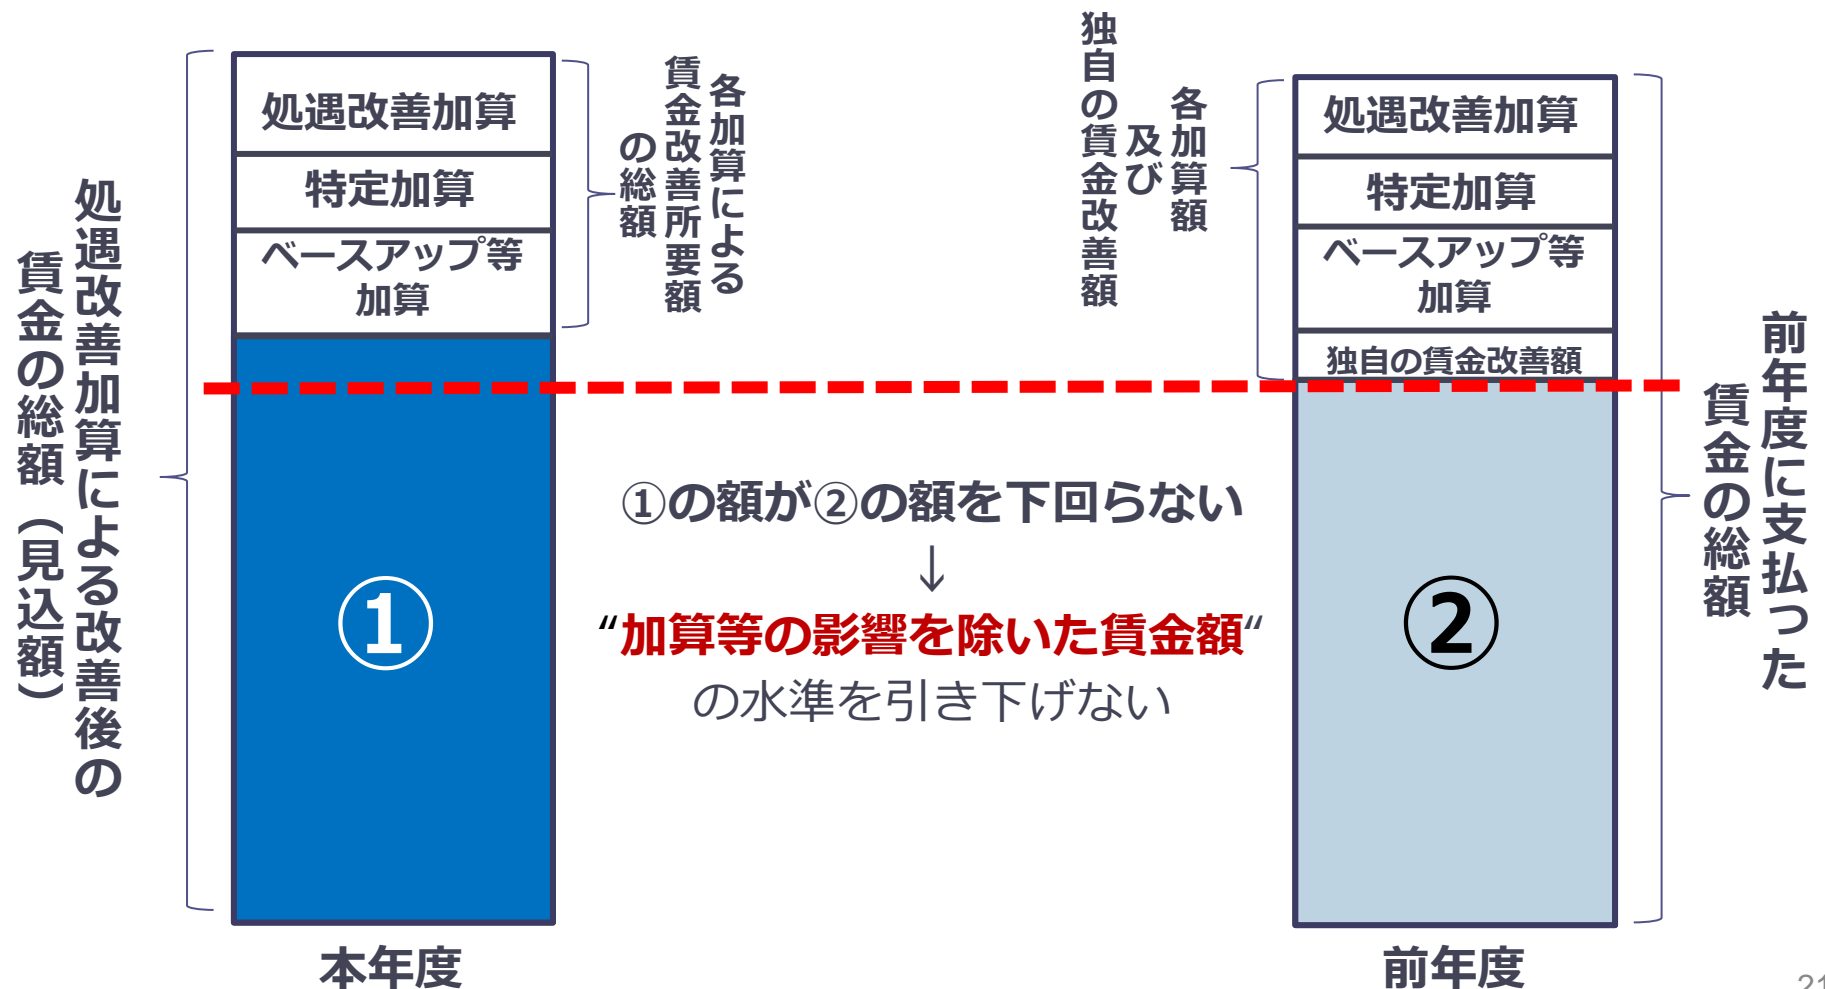 処遇改善加算による改善後の
賃金の総額（見込額）
処遇改善加算
特定加算
ベースアップ等
加算
①
本年度
各加算による
賃金改善所要額
の総額
①の額が②の額を下回らない
↓
“加算等の影響を除いた賃金額“
の水準を引き下げない
各加算額
及び
独自の賃金改善額
処遇改善加算
特定加算
ベースアップ等
加算
独自の賃金改善額
②
前年度
前年度に支払った
賃金の総額
21